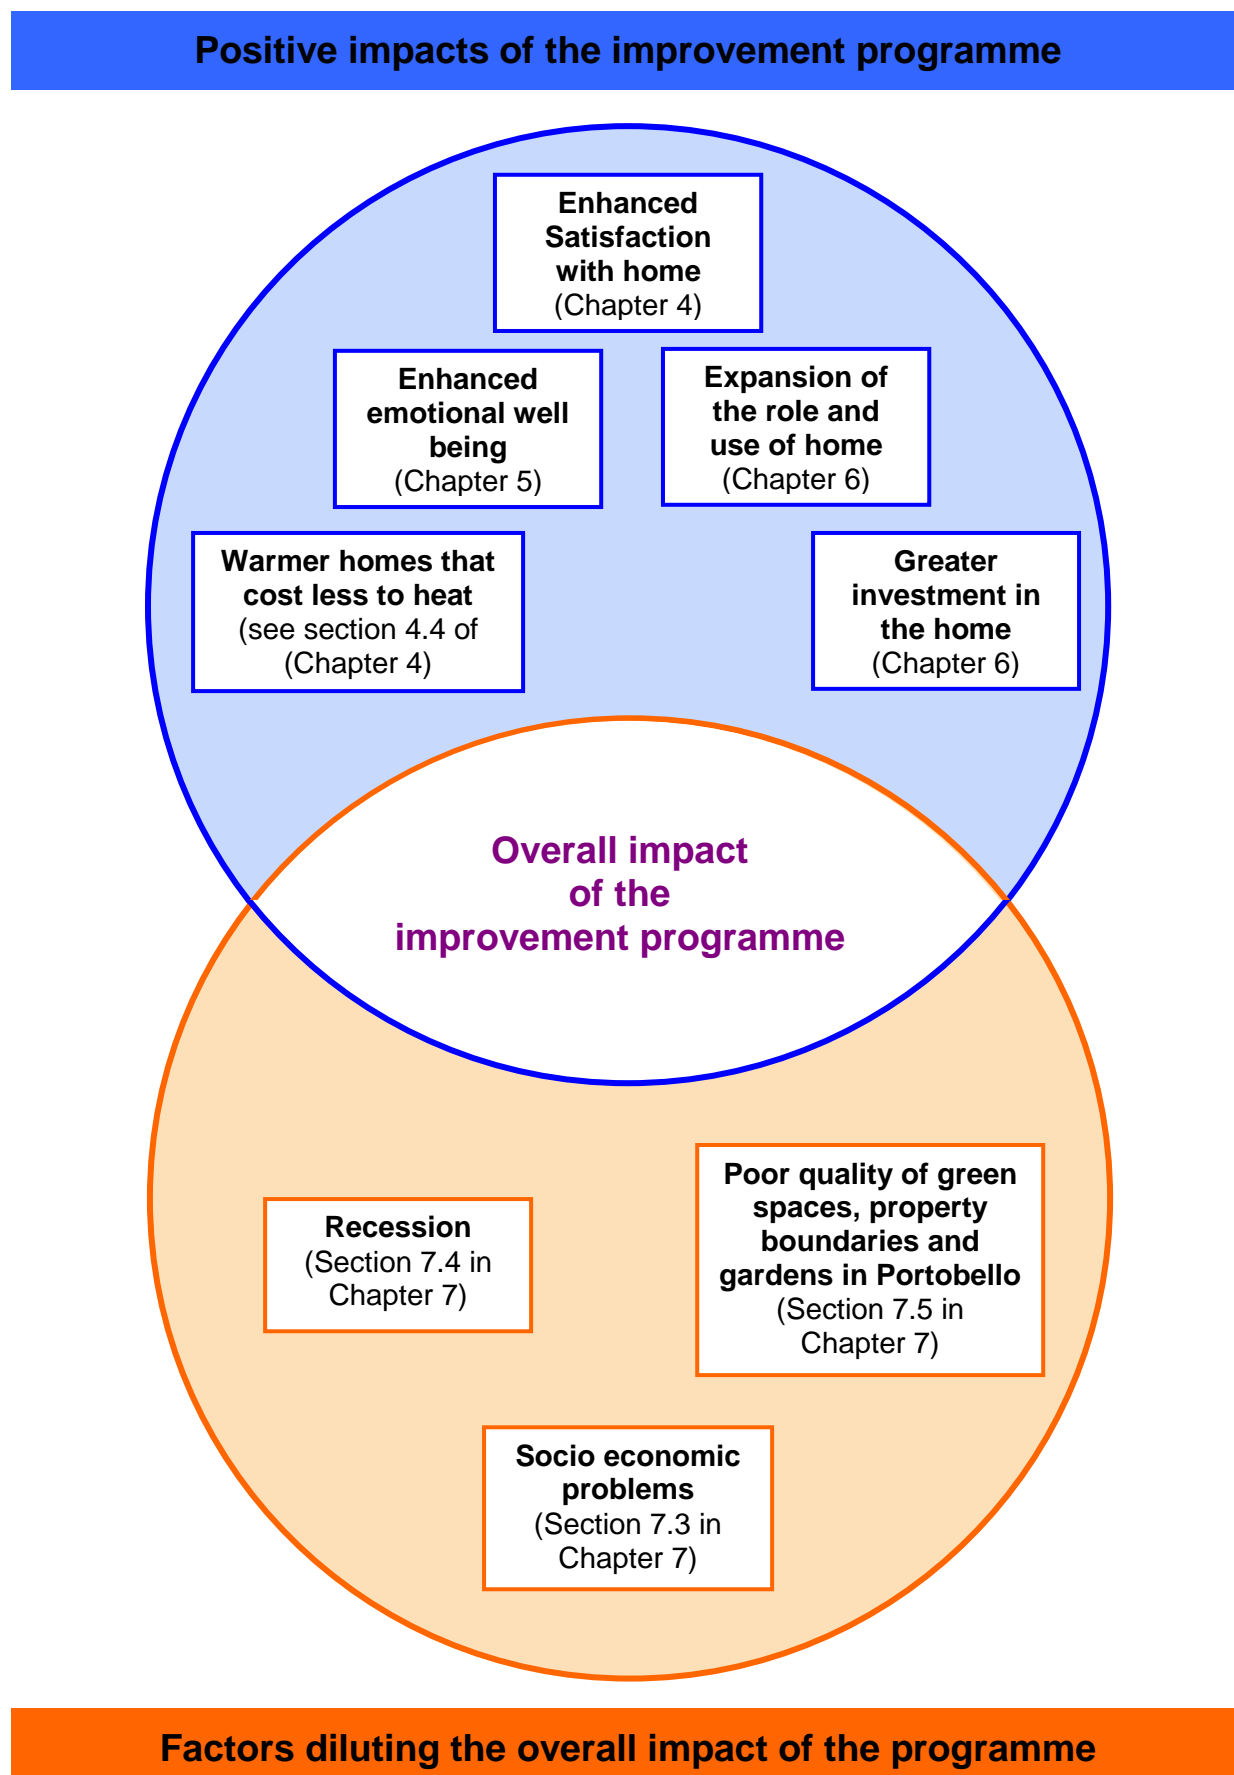 Positive impacts of the improvement programme
Enhanced
Satisfaction
with home
(Chapter 4)
Enhanced
emotional well
being
(Chapter 5)
Expansion of
the role and
use of home
(Chapter 6)
Warmer homes that
cost less to heat
(see section 4.4 of
(Chapter 4)
Greater
investment in
the home
(Chapter 6)
Overall impact
of the
improvement programme
Recession
(Section 7.4 in
Chapter 7)
Poor quality of green
spaces, property
boundaries and
gardens in Portobello
(Section 7.5 in
Chapter 7)
Socio economic
problems
(Section 7.3 in
Chapter 7)
Factors diluting the overall impact of the programme